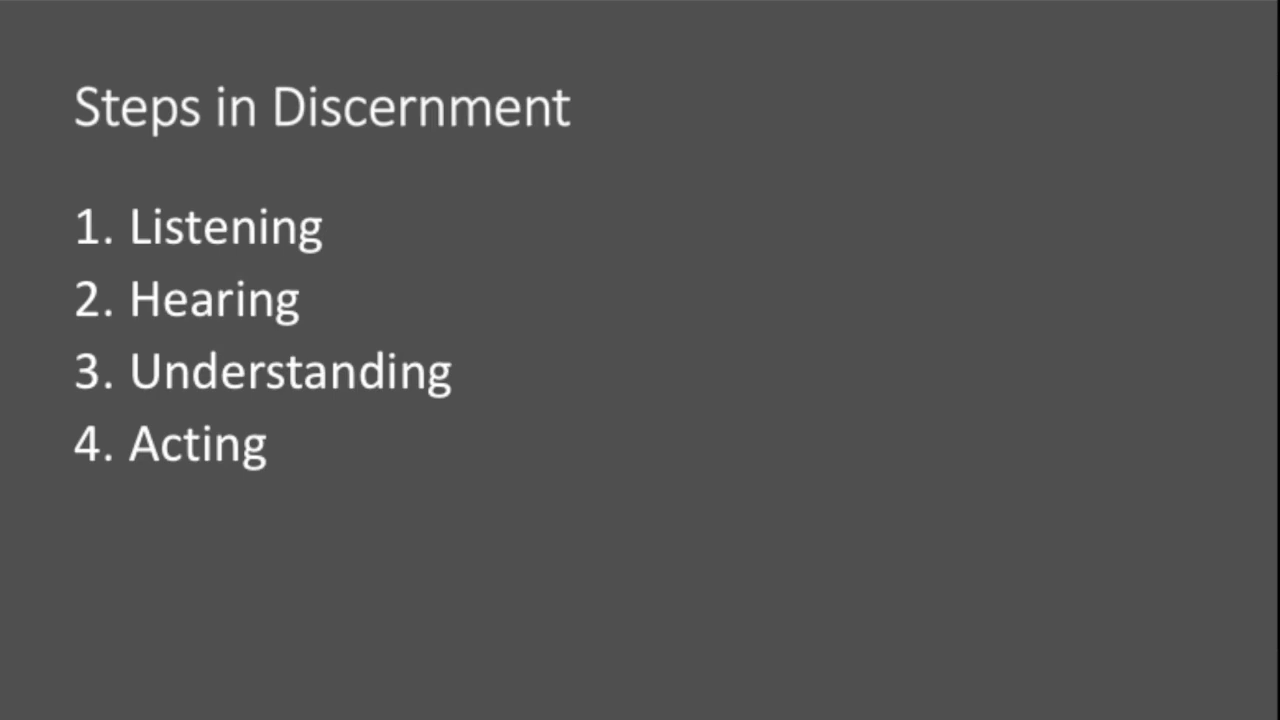 Steps in Discernment
1. Listening
2. Hearing
3. Understanding
4. Acting